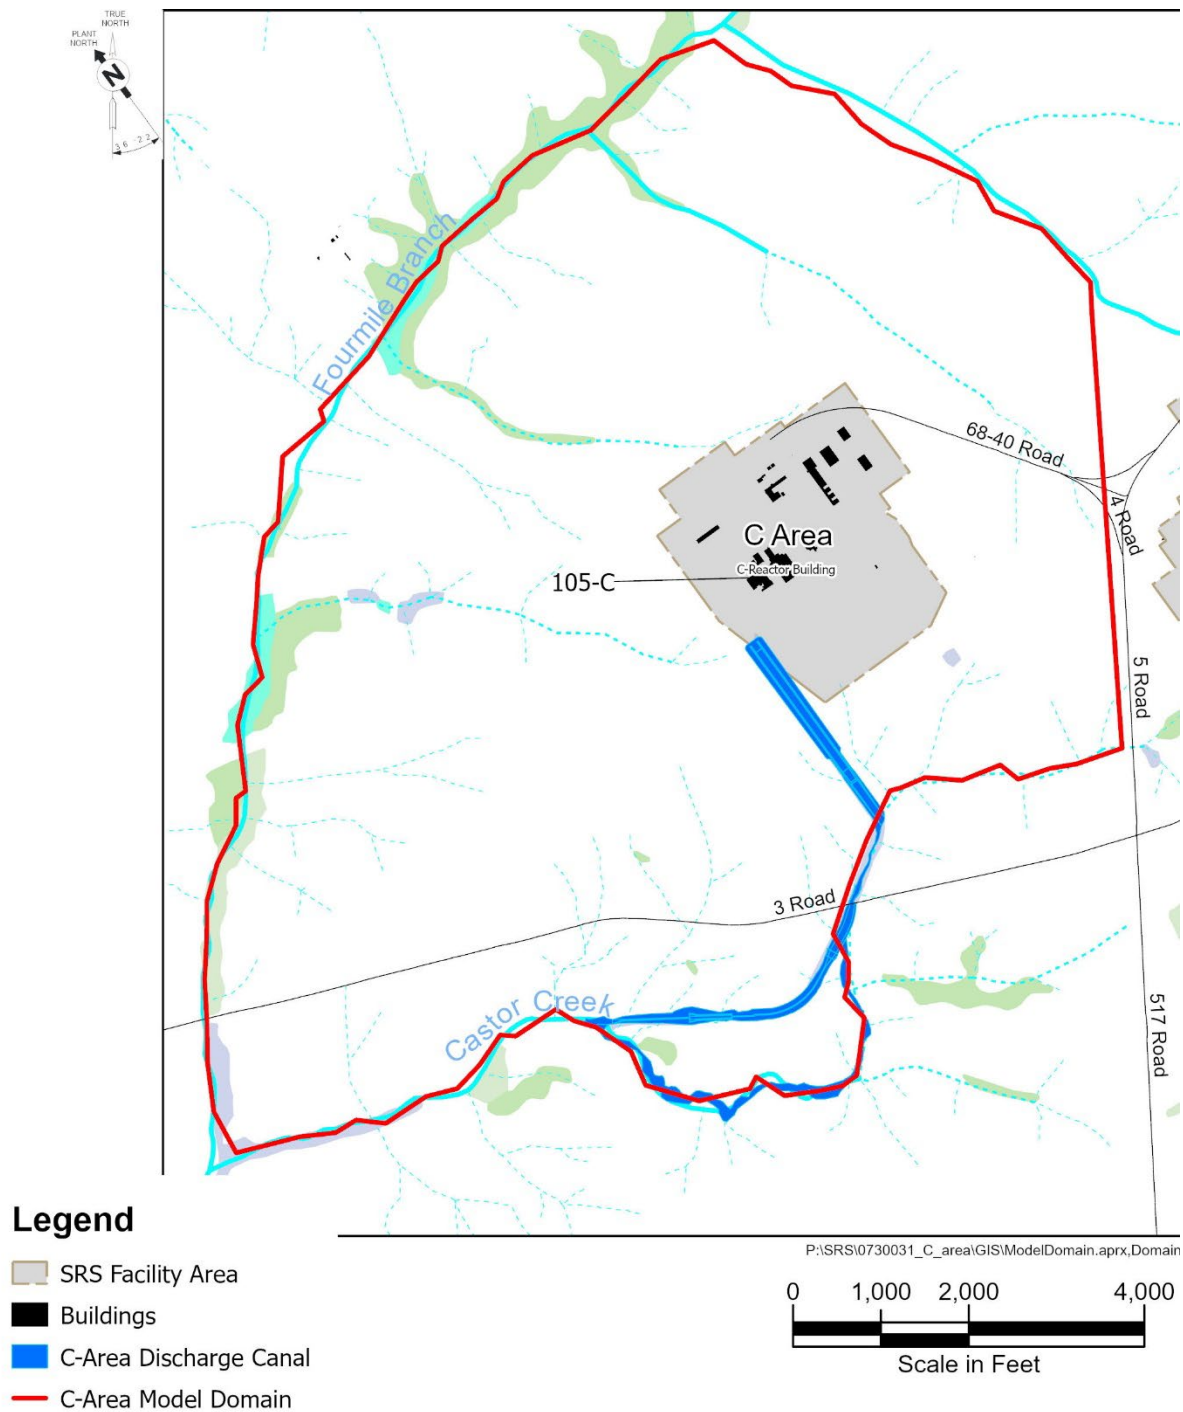 TRUE
NORTH
PLANT
NORTH
N
36-22
Fourmile Branch
68-40 Road
4 Road
C Area
C-Reactor Building
105-C
5 Road
3 Road
Castor Creek
517 Road
Legend
SRS Facility Area
Buildings
C-Area Discharge Canal
C-Area Model Domain
P:\SRS\0730031_C_area\GIS\ModelDomain.aprx,Domain
0 1,000 2,000 4,000
Scale in Feet